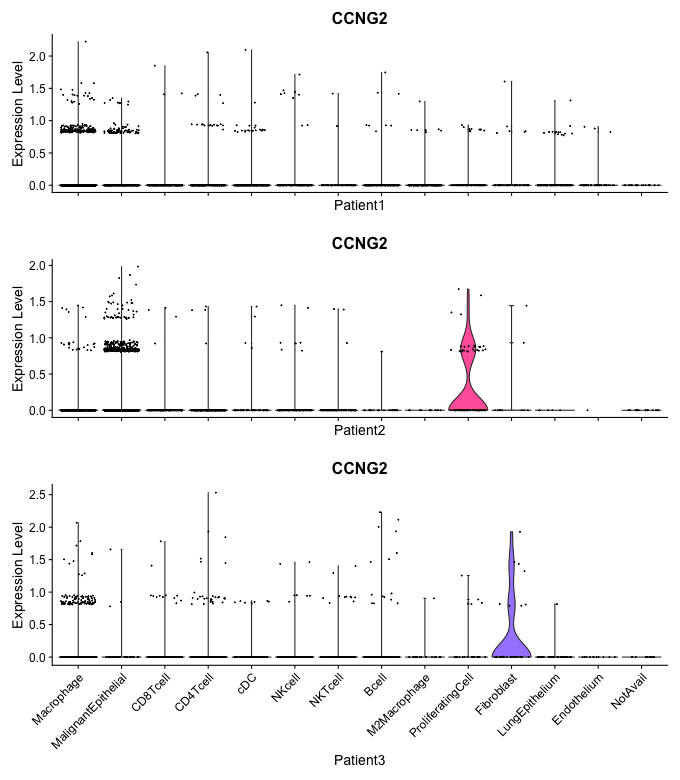 CCNG2
Expression Level
2.0
1.5
1.0
0.5
0.0
Patient1
CCNG2
Expression Level
2.0
1.5
1.0
0.5
0.0
Patient2
CCNG2
Expression Level
2.5
2.0
1.5
1.0
0.5
0.0
Macrophage
MalignantEpithelial
CD8Tcell
CD4Tcell
cDC
NKcell
NKTcell
Bcell
M2Macrophage
ProliferatingCell
Fibroblast
LungEpithelium
Endothelium
NotAvail
Patient3